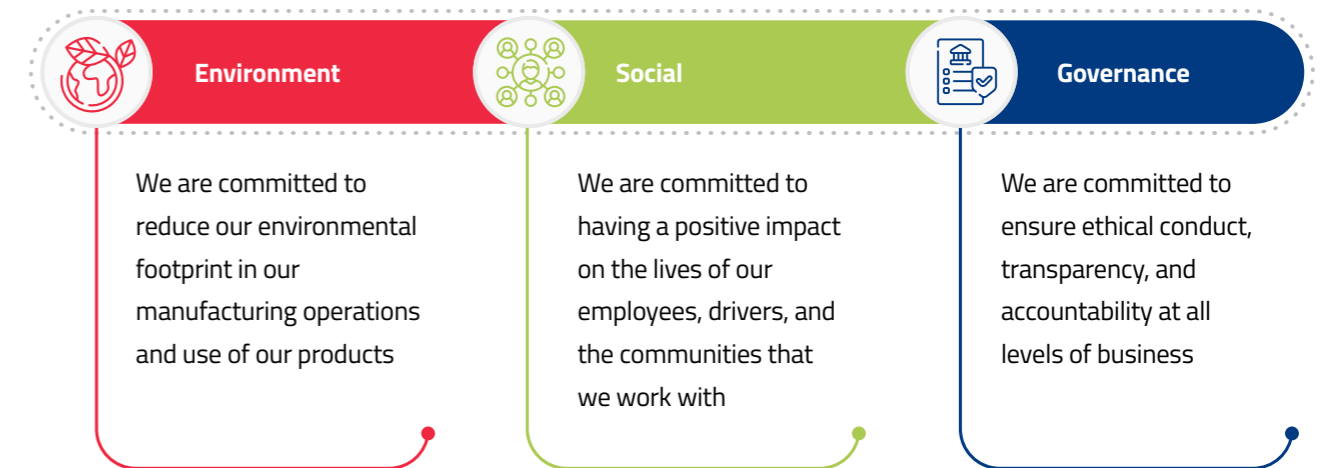 Environment
We are committed to
reduce our environmental
footprint in our
manufacturing operations
and use of our products
Social
We are committed to
having a positive impact
on the lives of our
employees, drivers, and
the communities that
we work with
Governance
We are committed to
ensure ethical conduct,
transparency, and
accountability at all
levels of business